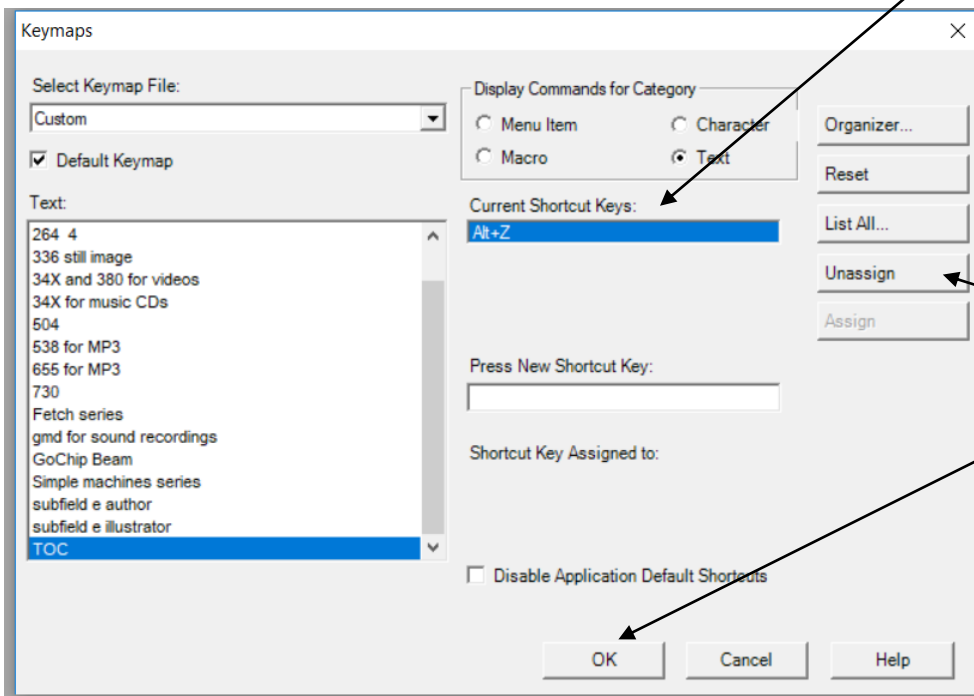 Keymaps
Select Keymap File:
Custom
Default Keymap
Text:
264 4
336 still image
34X and 380 for videos
34X for music CDs
504
538 for MP3
655 for MP3
730
Fetch series
gmd for sound recordings
GoChip Beam
Simple machines series
subfield e author
subfield e illustrator
TOC
Display Commands for Category
Menu Item
Character
Macro
Text
Current Shortcut Keys:
Alt+Z
Press New Shortcut Key:
Shortcut Key Assigned to:
Disable Application Default Shortcuts
Organizer...
Reset
List All...
Unassign
Assign
OK
Cancel
Help